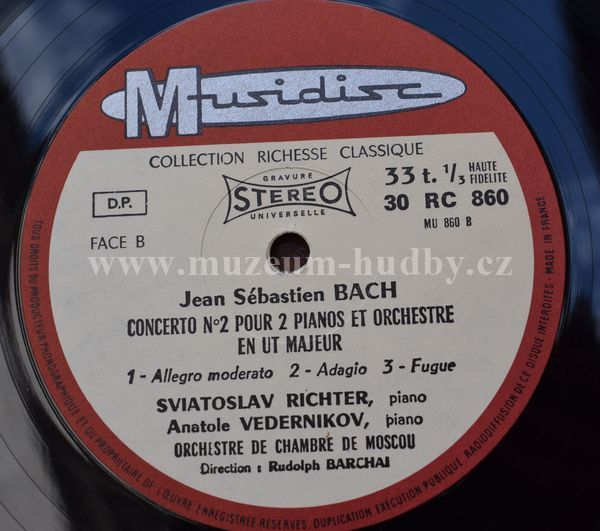 Musidisc
COLLECTION RICHESSE CLASSIQUE
D.P.
GRAVURE
STEREO
UNIVERSELLE
33 t. 1/3 HAUTE FIDELITE
30 RC 860
MU 860 B
FACE B
www.muzeum-hudby.cz
Jean Sébastien BACH
CONCERTO Nº2 POUR 2 PIANOS ET ORCHESTRE
EN UT MAJEUR
1 - Allegro moderato 2 - Adagio 3 - Fugue
SVIATOSLAV RICHTER, piano
Anatole VEDERNIKOV, piano
ORCHESTRE DE CHAMBRE DE MOSCOU
Direction : Rudolph BARCHAI
TOUS DROITS DU PRODUCTEUR PHONOGRAPHIQUE ET DU PROPRIETAIRE DE L'ŒUVRE ENREGISTREE RESERVES. DUPLICATION EXECUTION PUBLIQUE, RADIODIFFUSION DE CE DISQUE INTERDITES - MADE IN FRANCE